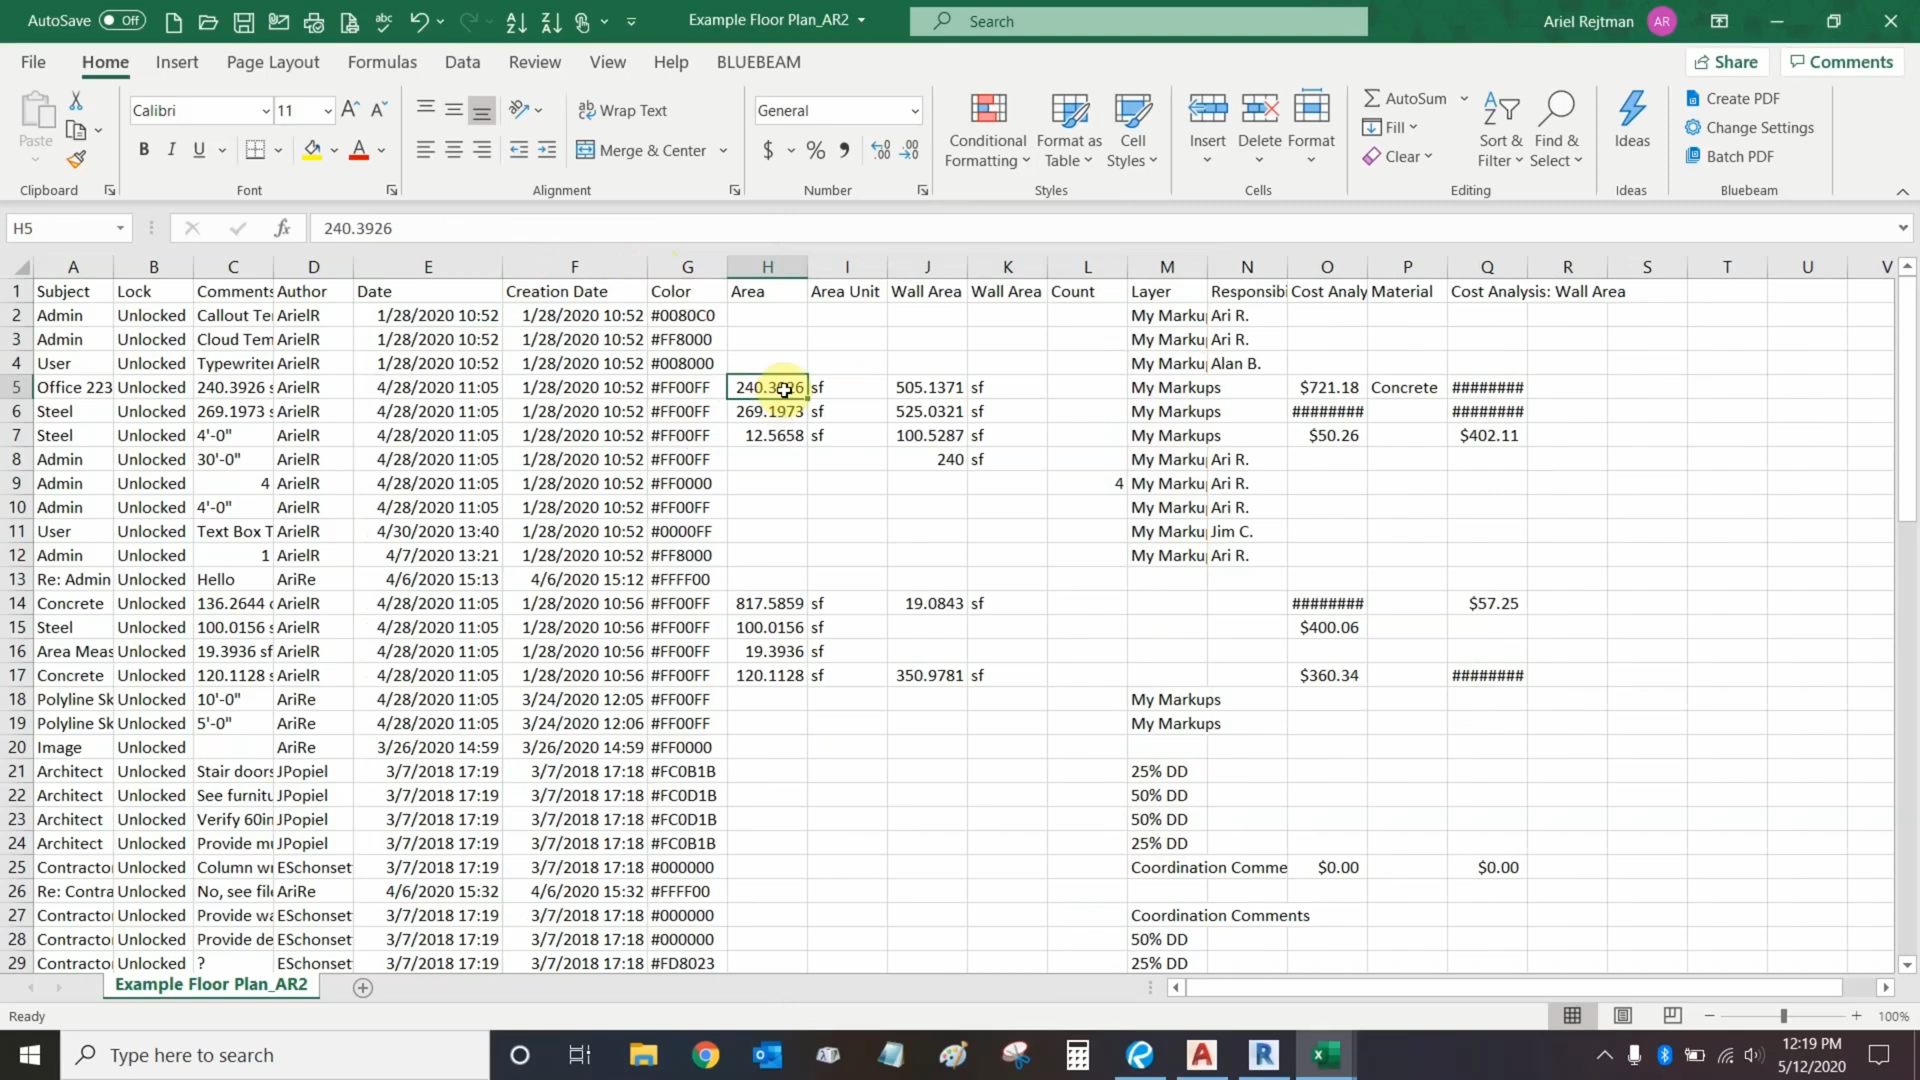 AutoSave Off Example Floor Plan_AR2 Search Ariel Rejtman AR
File Home Insert Page Layout Formulas Data Review View Help BLUEBEAM Share Comments
Paste Calibri 11 Wrap Text General Conditional Formatting Format as Table Cell Styles Insert Delete Format AutoSum Sort & Filter Find & Select Ideas Create PDF
B I U Merge & Center $ % Fill Change Settings
Clear Batch PDF
Clipboard Font Alignment Number Styles Cells Editing Ideas Bluebeam
H5 fx 240.3926
A B C D E F G H I J K L M N O P Q R S T U V
1 Subject Lock Comments Author Date Creation Date Color Area Area Unit Wall Area Wall Area Count Layer Responsibi Cost Analy Material Cost Analysis: Wall Area
2 Admin Unlocked Callout Te ArielR 1/28/2020 10:52 1/28/2020 10:52 #0080C0 My Marku Ari R.
3 Admin Unlocked Cloud Tem ArielR 1/28/2020 10:52 1/28/2020 10:52 #FF8000 My Marku Ari R.
4 User Unlocked Typewriter ArielR 1/28/2020 10:52 1/28/2020 10:52 #008000 My Marku Alan B.
5 Office 223 Unlocked 240.3926 s ArielR 4/28/2020 11:05 1/28/2020 10:52 #FF00FF 240.3926 sf 505.1371 sf My Markups $721.18 Concrete ########
6 Steel Unlocked 269.1973 s ArielR 4/28/2020 11:05 1/28/2020 10:52 #FF00FF 269.1973 sf 525.0321 sf My Markups ######## ########
7 Steel Unlocked 4'-0" ArielR 4/28/2020 11:05 1/28/2020 10:52 #FF00FF 12.5658 sf 100.5287 sf My Markups $50.26 $402.11
8 Admin Unlocked 30'-0" ArielR 4/28/2020 11:05 1/28/2020 10:52 #FF00FF 240 sf My Marku Ari R.
9 Admin Unlocked 4 ArielR 4/28/2020 11:05 1/28/2020 10:52 #FF0000 4 My Marku Ari R.
10 Admin Unlocked 4'-0" ArielR 4/28/2020 11:05 1/28/2020 10:52 #FF00FF My Marku Ari R.
11 User Unlocked Text Box T ArielR 4/30/2020 13:40 1/28/2020 10:52 #0000FF My Marku Jim C.
12 Admin Unlocked 1 ArielR 4/7/2020 13:21 1/28/2020 10:52 #FF8000 My Marku Ari R.
13 Re: Admin Unlocked Hello AriRe 4/6/2020 15:13 4/6/2020 15:12 #FFFF00
14 Concrete Unlocked 136.2644 c ArielR 4/28/2020 11:05 1/28/2020 10:56 #FF00FF 817.5859 sf 19.0843 sf ######## $57.25
15 Steel Unlocked 100.0156 s ArielR 4/28/2020 11:05 1/28/2020 10:56 #FF00FF 100.0156 sf $400.06
16 Area Meas Unlocked 19.3936 sf ArielR 4/28/2020 11:05 1/28/2020 10:56 #FF00FF 19.3936 sf
17 Concrete Unlocked 120.1128 s ArielR 4/28/2020 11:05 1/28/2020 10:56 #FF00FF 120.1128 sf 350.9781 sf $360.34 ########
18 Polyline Sk Unlocked 10'-0" AriRe 4/28/2020 11:05 3/24/2020 12:05 #FF00FF My Markups
19 Polyline Sk Unlocked 5'-0" AriRe 4/28/2020 11:05 3/24/2020 12:06 #FF00FF My Markups
20 Image Unlocked AriRe 3/26/2020 14:59 3/26/2020 14:59 #FF0000
21 Architect Unlocked Stair doors JPopiel 3/7/2018 17:19 3/7/2018 17:18 #FC0B1B 25% DD
22 Architect Unlocked See furnitu JPopiel 3/7/2018 17:19 3/7/2018 17:18 #FC0D1B 50% DD
23 Architect Unlocked Verify 60in JPopiel 3/7/2018 17:19 3/7/2018 17:18 #FC0D1B 50% DD
24 Architect Unlocked Provide mu JPopiel 3/7/2018 17:19 3/7/2018 17:18 #FC0B1B 25% DD
25 Contractor Unlocked Column wr ESchonset 3/7/2018 17:19 3/7/2018 17:18 #000000 Coordination Comme $0.00 $0.00
26 Re: Contra Unlocked No, see file AriRe 4/6/2020 15:32 4/6/2020 15:32 #FFFF00
27 Contractor Unlocked Provide wa ESchonset 3/7/2018 17:19 3/7/2018 17:18 #000000 Coordination Comments
28 Contractor Unlocked Provide de ESchonset 3/7/2018 17:19 3/7/2018 17:18 #000000 50% DD
29 Contractor Unlocked ? ESchonset 3/7/2018 17:19 3/7/2018 17:18 #FD8023 25% DD
Example Floor Plan_AR2
Ready 100%
Type here to search 12:19 PM
5/12/2020